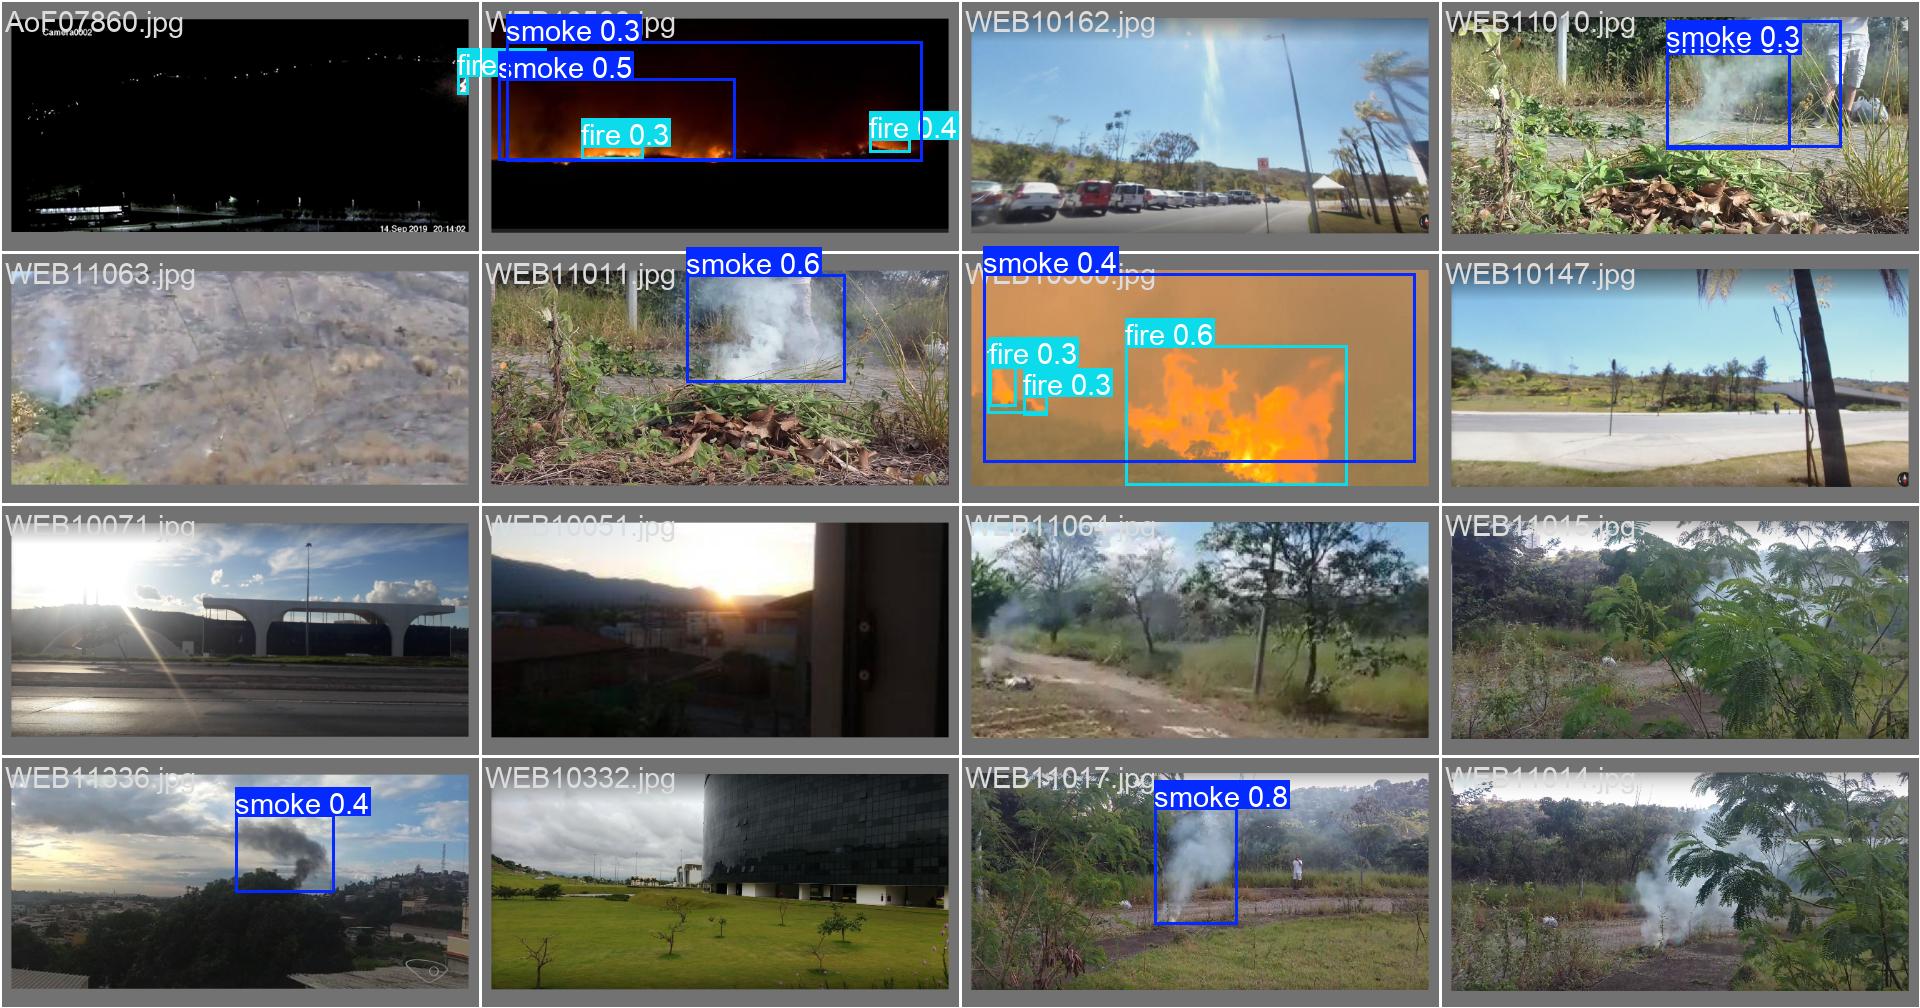 AoF07860.jpg
Camera0002
fire
14.Sep 2019 20:14:02
smoke 0.3
smoke 0.5
fire 0.3
fire 0.4
WEB10162.jpg
WEB11010.jpg
smoke 0.3
WEB11063.jpg
WEB11011.jpg
smoke 0.6
smoke 0.4
fire 0.3
fire 0.3
fire 0.6
WEB10147.jpg
WEB10071.jpg
WEB10051.jpg
WEB11064.jpg
WEB11015.jpg
WEB11336.jpg
smoke 0.4
WEB10332.jpg
WEB11017.jpg
smoke 0.8
WEB11014.jpg